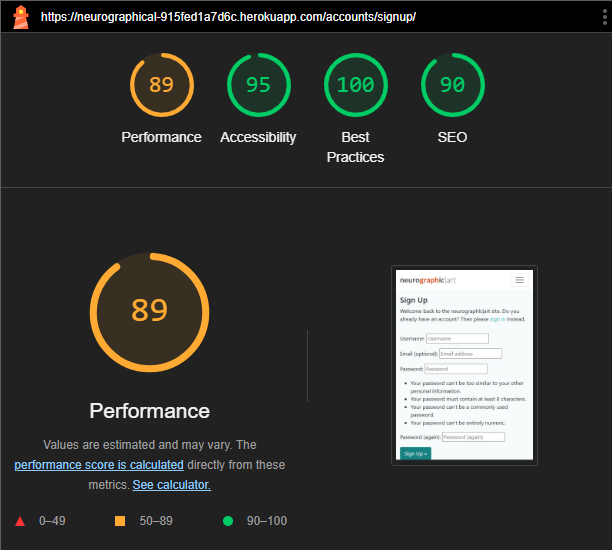 https://neurographical-915fed1a7d6c.herokuapp.com/accounts/signup/
89
95
100
90
Performance
Accessibility
Best
Practices
SEO
89
Performance
Values are estimated and may vary. The
performance score is calculated directly from these
metrics. See calculator.
0–49
50–89
90–100
neurographic|art
Sign Up
Welcome back to the neurographic|art site. Do you
already have an account? Then please sign in instead.
Username: Username
Email (optional): Email address
Password: Password
• Your password can't be too similar to your other
personal information.
• Your password must contain at least 8 characters.
• Your password can't be a commonly used
password.
• Your password can't be entirely numeric.
Password (again): Password (again)
Sign Up »